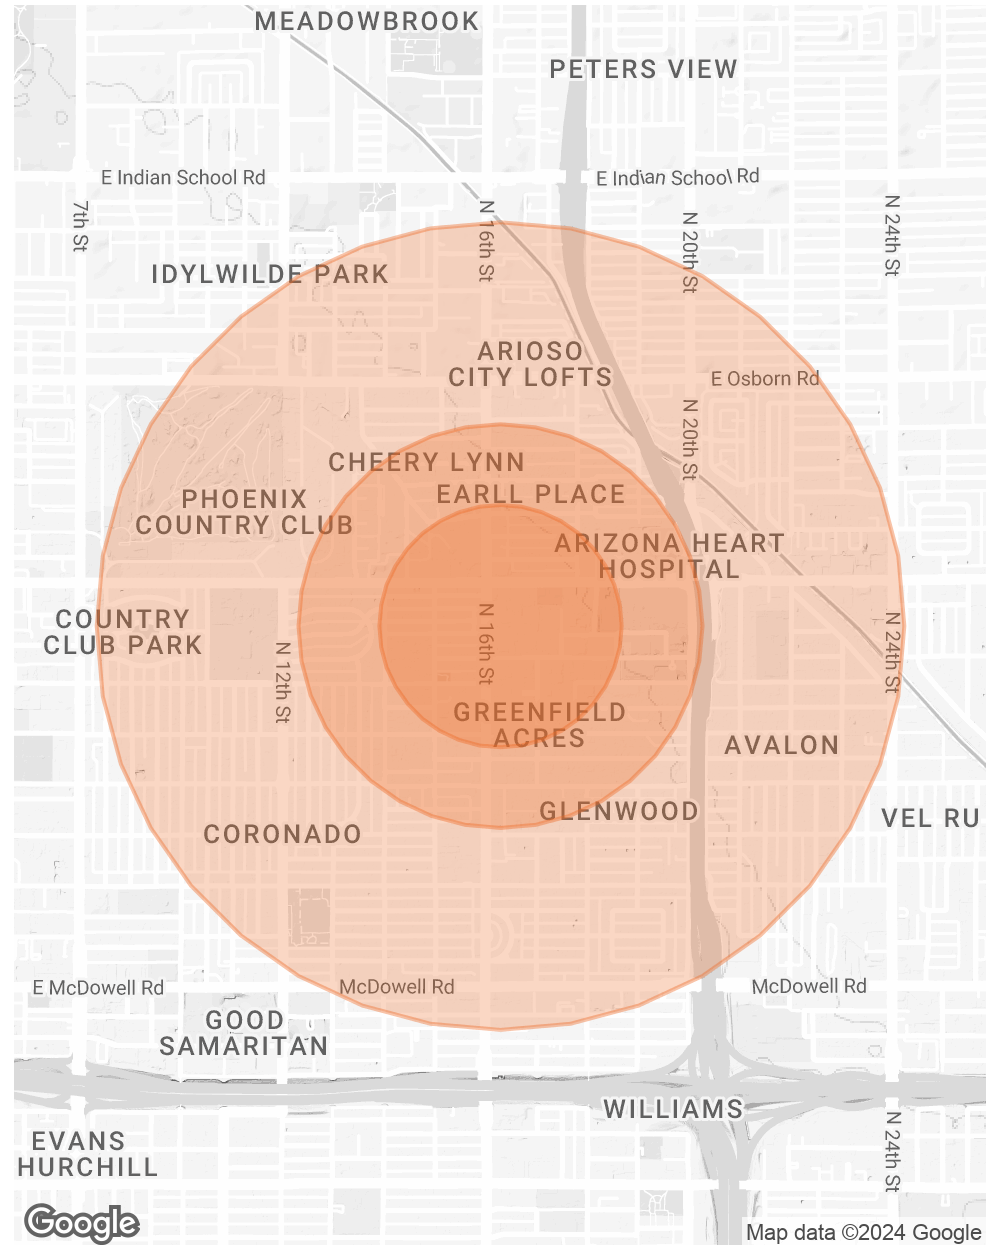 MEADOWBROOK
PETERS VIEW
E Indian School Rd
E Indian School Rd
7th St
N 16th St
N 20th St
N 24th St
IDYLWILDE PARK
ARIOSO
CITY LOFTS
E Osborn Rd
N 20th St
CHEERY LYNN
EARLL PLACE
PHOENIX
COUNTRY CLUB
ARIZONA HEART
HOSPITAL
COUNTRY
CLUB PARK
N 12th St
N 16th St
N 24th St
GREENFIELD
ACRES
AVALON
GLENWOOD
VEL RU
CORONADO
E McDowell Rd
McDowell Rd
McDowell Rd
GOOD
SAMARITAN
WILLIAMS
EVANS
HURCHILL
N 24th St
Google
Map data ©2024 Google